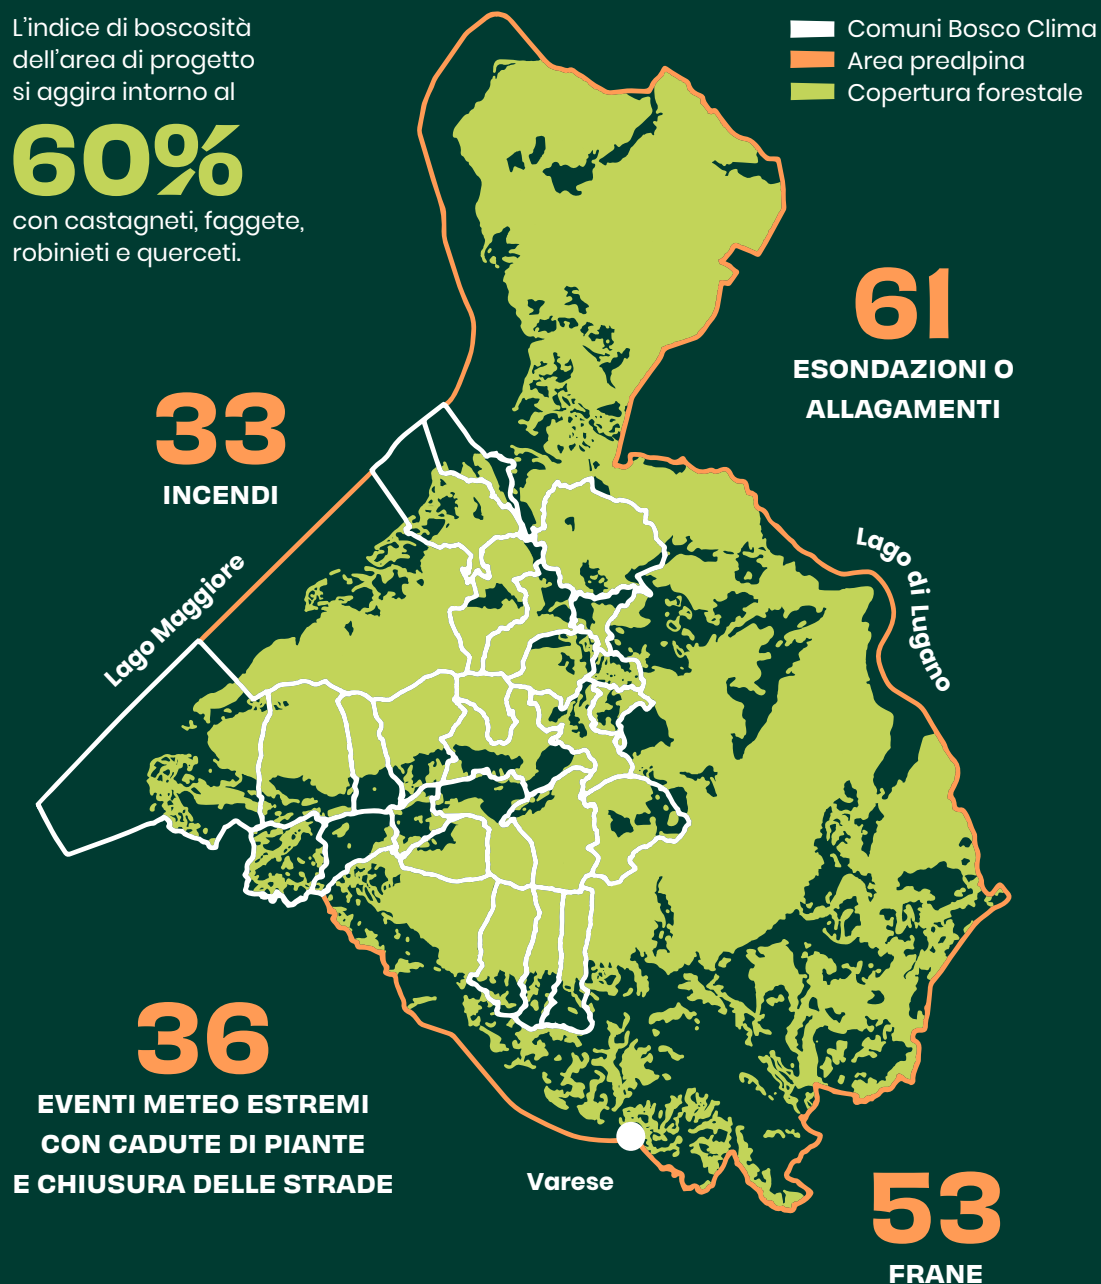 L'indice di boscosità
dell'area di progetto
si aggira intorno al
60%
con castagneti, faggete,
robinieti e querceti.
Comuni Bosco Clima
Area prealpina
Copertura forestale
61
ESONDAZIONI O
ALLAGAMENTI
33
INCENDI
Lago Maggiore
Lago di Lugano
36
EVENTI METEO ESTREMI
CON CADUTE DI PIANTE
E CHIUSURA DELLE STRADE
Varese
53
FRANE